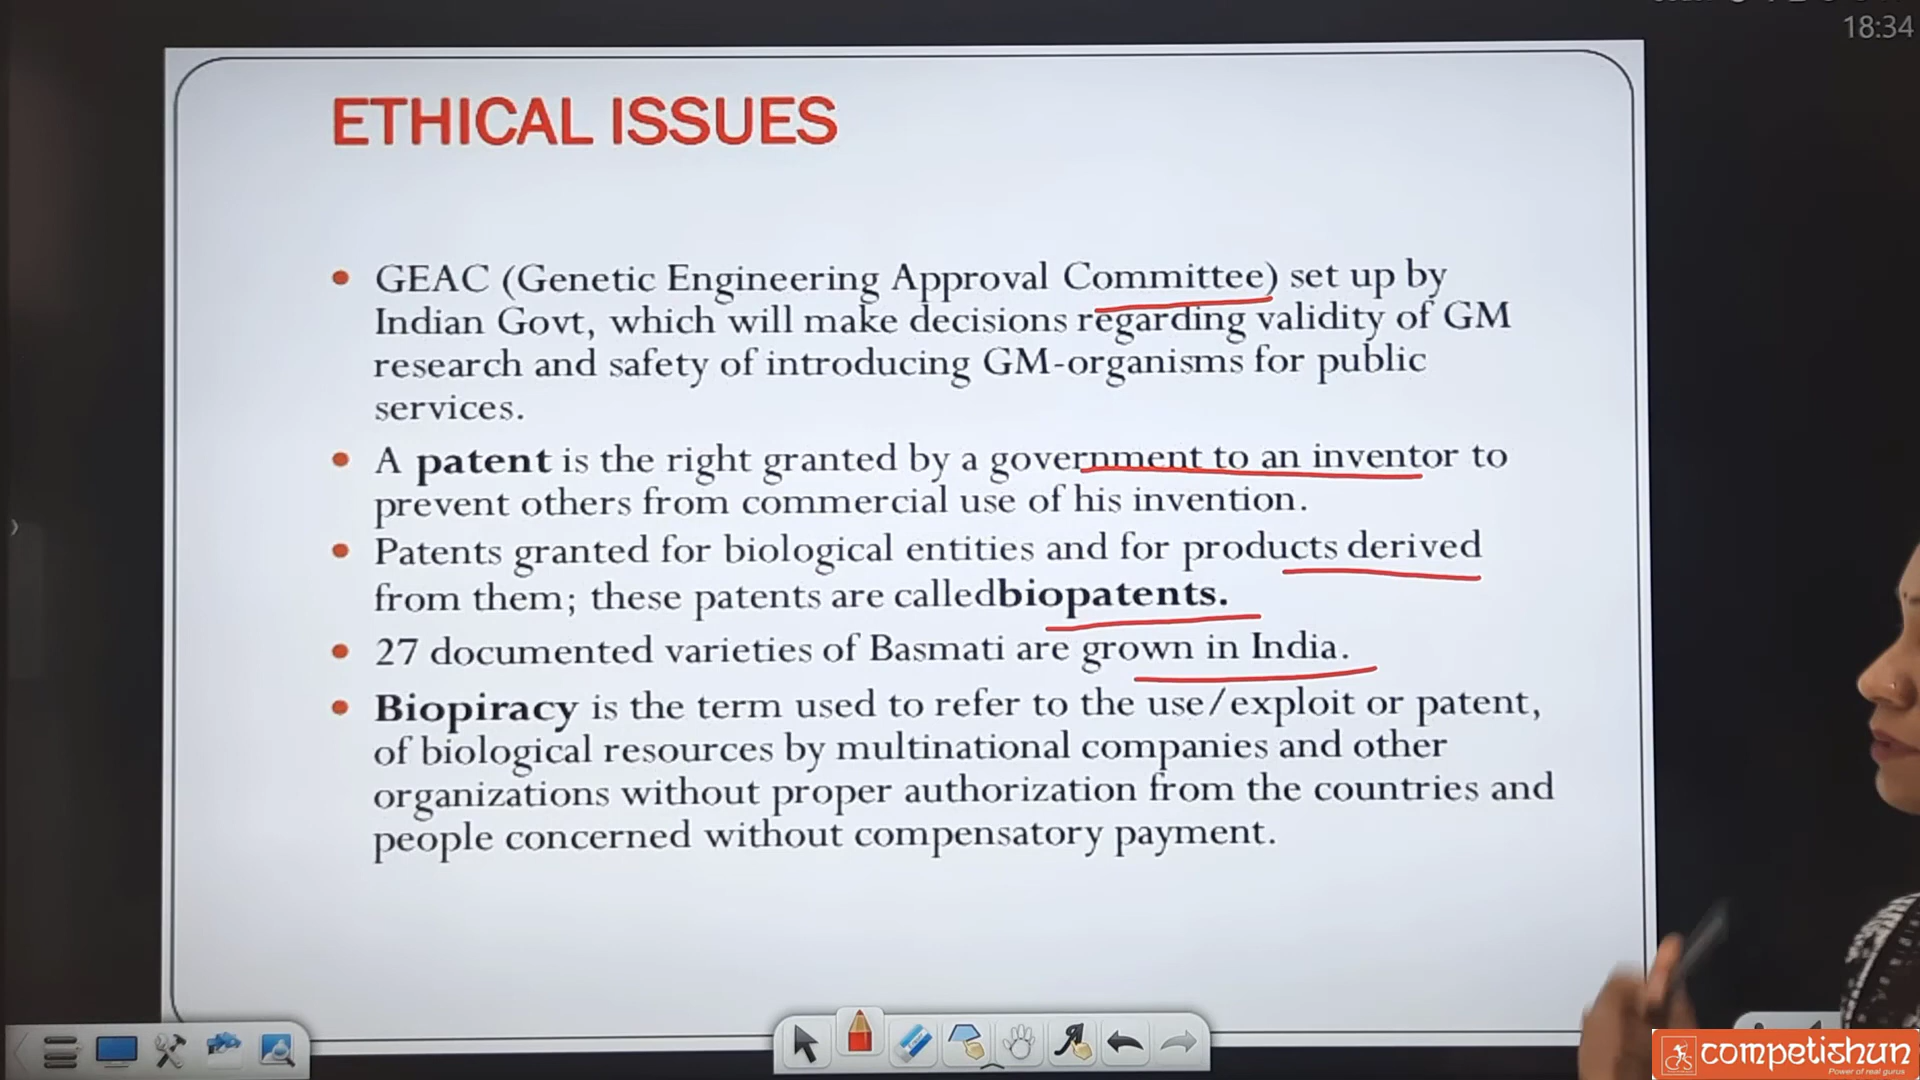 18:34
ETHICAL ISSUES
• GEAC (Genetic Engineering Approval Committee) set up by
Indian Govt, which will make decisions regarding validity of GM
research and safety of introducing GM-organisms for public
services.
• A patent is the right granted by a government to an inventor to
prevent others from commercial use of his invention.
• Patents granted for biological entities and for products derived
from them; these patents are calledbiopatents.
• 27 documented varieties of Basmati are grown in India.
• Biopiracy is the term used to refer to the use/exploit or patent,
of biological resources by multinational companies and other
organizations without proper authorization from the countries and
people concerned without compensatory payment.
competishun
Power of real gurus